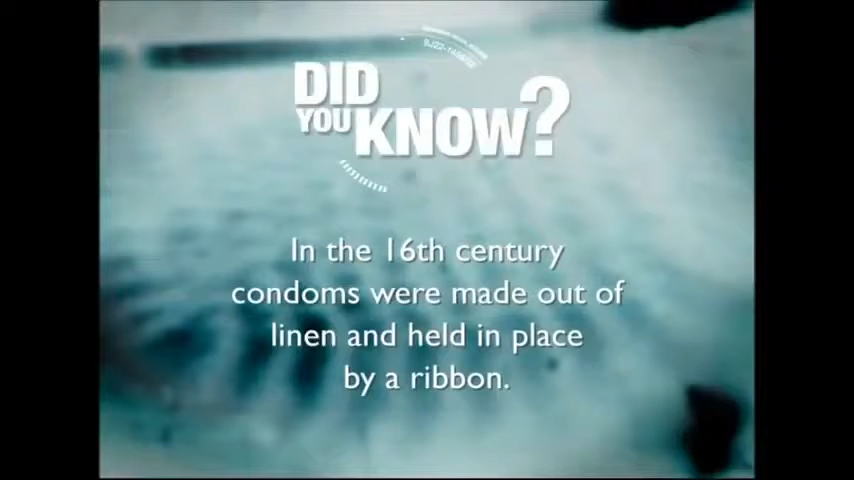 DID
YOU KNOW?
In the 16th century
condoms were made out of
linen and held in place
by a ribbon.